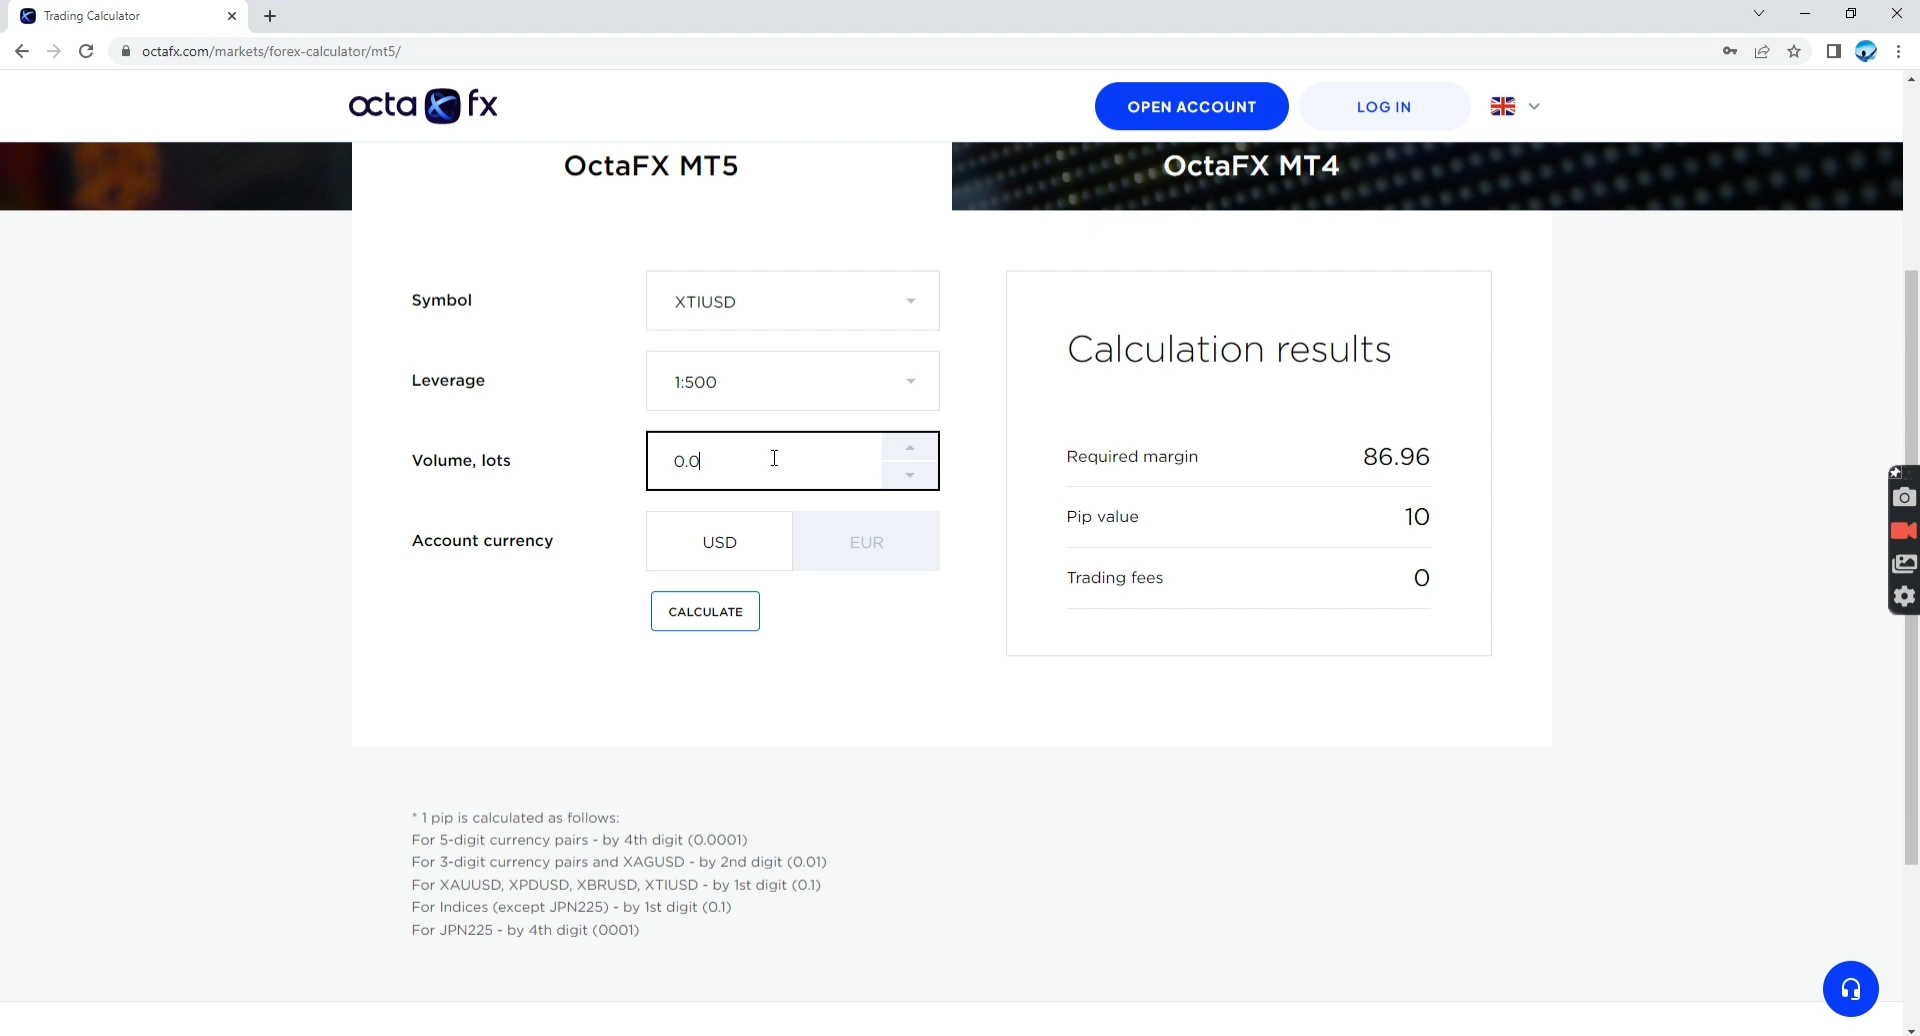 Trading Calculator
octafx.com/markets/forex-calculator/mt5/
octa fx
OPEN ACCOUNT
LOG IN
OctaFX MT5
OctaFX MT4
Symbol
XTIUSD
Leverage
1:500
Volume, lots
0.0
Account currency
USD
EUR
CALCULATE
Calculation results
Required margin 86.96
Pip value 10
Trading fees 0
* 1 pip is calculated as follows:
For 5-digit currency pairs - by 4th digit (0.0001)
For 3-digit currency pairs and XAGUSD - by 2nd digit (0.01)
For XAUUSD, XPDUSD, XBRUSD, XTIUSD - by 1st digit (0.1)
For Indices (except JPN225) - by 1st digit (0.1)
For JPN225 - by 4th digit (0001)